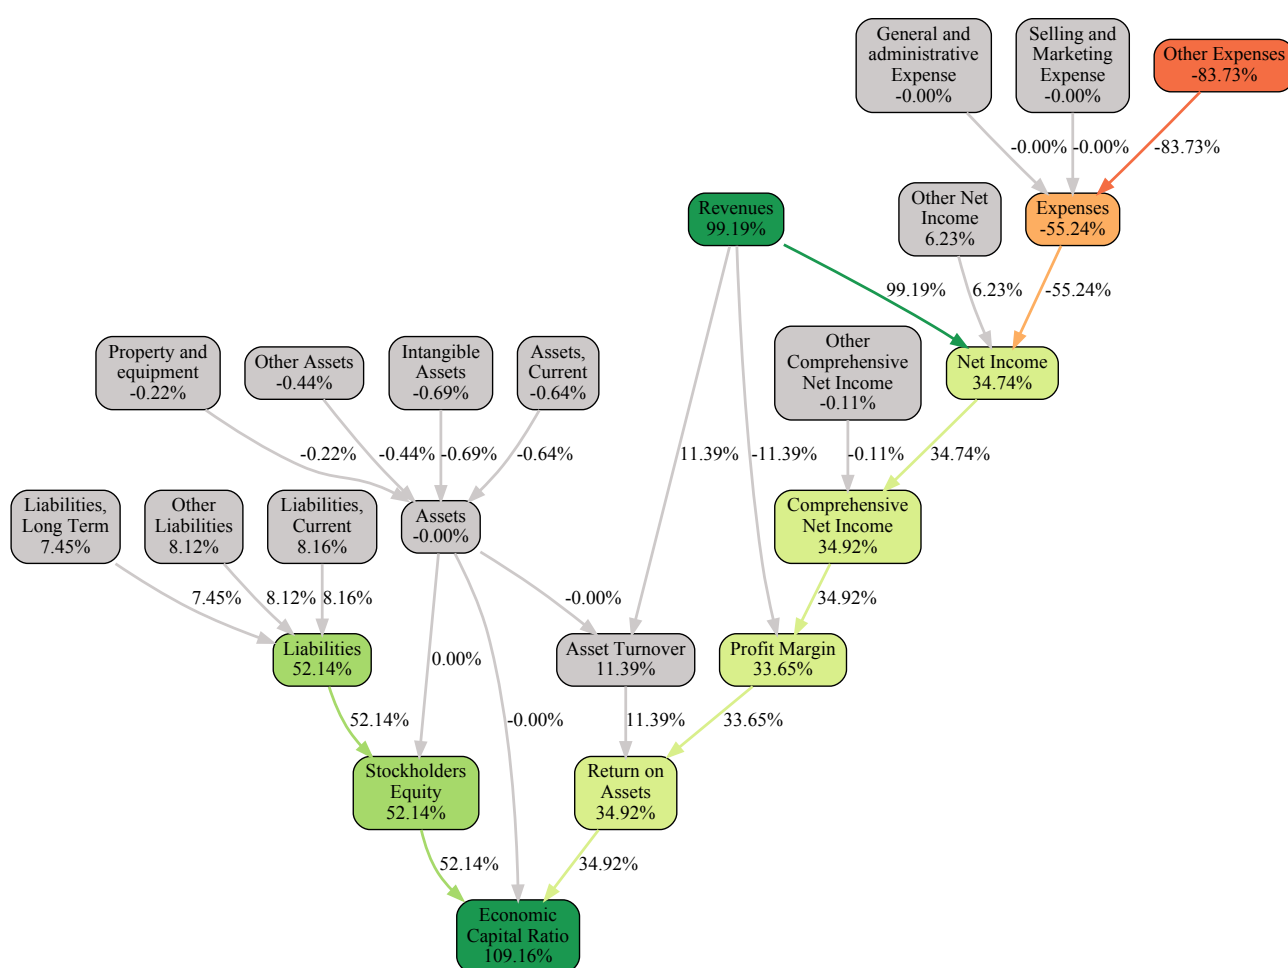 General and
administrative
Expense
-0.00%
Selling and
Marketing
Expense
-0.00%
Other Expenses
-83.73%
-0.00%
-0.00%
-83.73%
Revenues
99.19%
Other Net
Income
6.23%
Expenses
-55.24%
99.19%
6.23%
-55.24%
Property and
equipment
-0.22%
Other Assets
-0.44%
Intangible
Assets
-0.69%
Assets,
Current
-0.64%
Other
Comprehensive
Net Income
-0.11%
Net Income
34.74%
-0.22%
-0.44%
-0.69%
-0.64%
11.39%
-11.39%
-0.11%
34.74%
Liabilities,
Long Term
7.45%
Other
Liabilities
8.12%
Liabilities,
Current
8.16%
Assets
-0.00%
Comprehensive
Net Income
34.92%
7.45%
8.12%
8.16%
-0.00%
34.92%
Liabilities
52.14%
0.00%
Asset Turnover
11.39%
Profit Margin
33.65%
52.14%
-0.00%
11.39%
33.65%
Stockholders
Equity
52.14%
Return on
Assets
34.92%
52.14%
34.92%
Economic
Capital Ratio
109.16%